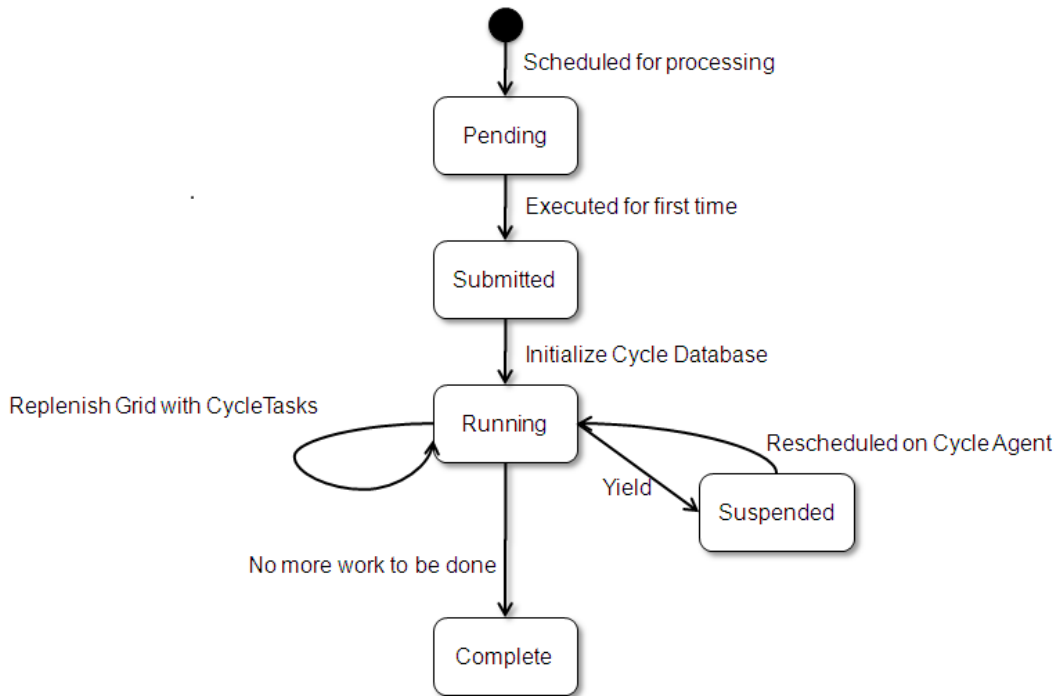 Scheduled for processing
Pending
Executed for first time
Submitted
Initialize Cycle Database
Replenish Grid with CycleTasks
Running
Rescheduled on Cycle Agent
Yield
Suspended
No more work to be done
Complete